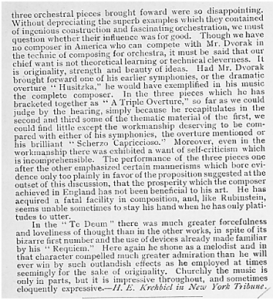 three orchestral pieces brought forward were so disappointing.
Without depreciating the superb examples which they contained
of ingenious construction and fascinating orchestration, we must
question whether their influence was for good. Though we have
no composer in America who can compete with Mr. Dvorak in
the technic of composing for orchestra, it must be said that our
chief want is not theoretical learning or technical cleverness. It
is originality, strength and beauty of ideas. Had Mr. Dvorak
brought forward one of his earlier symphonies, or the dramatic
overture "Husitzka," he would have exemplified in his music
the complete composer. In the three pieces which he has
bracketed together as "A Triple Overture," so far as we could
judge by the hearing, simply because he recapitulates in the
second and third some of the thematic material of the first, we
could find little except the workmanship deserving to be com-
pared with either of his symphonies, the overture mentioned or
his brilliant "Scherzo Capriccioso." Moreover, even in the
workmanship there was exhibited a want of self-criticism which
is incomprehensible. The performance of the three pieces one
after the other emphasized certain mannerisms which bore evi-
dence only too plainly in favor of the proposition suggested at the
outset of this discussion, that the prosperity which the composer
achieved in England has not been beneficial to his art. He has
acquired a fatal facility in composition, and, like Rubinstein,
seems unable sometimes to stay his hand when he has only plati-
tudes to utter.
In the "Te Deum" there was much greater forcefulness
and loveliness of thought than in the other works, in spite of its
bizarre first number and the use of devices already made familiar
by his "Requiem." Here again he shone as a melodist and in
that character compelled much greater admiration than he will
ever win by such outlandish effects as he employed at times
seemingly for the sake of originality. Churchly the music is
only in parts, but it is impressive throughout, and sometimes
eloquently expressive.—H. E. Krehbiel in New York Tribune.